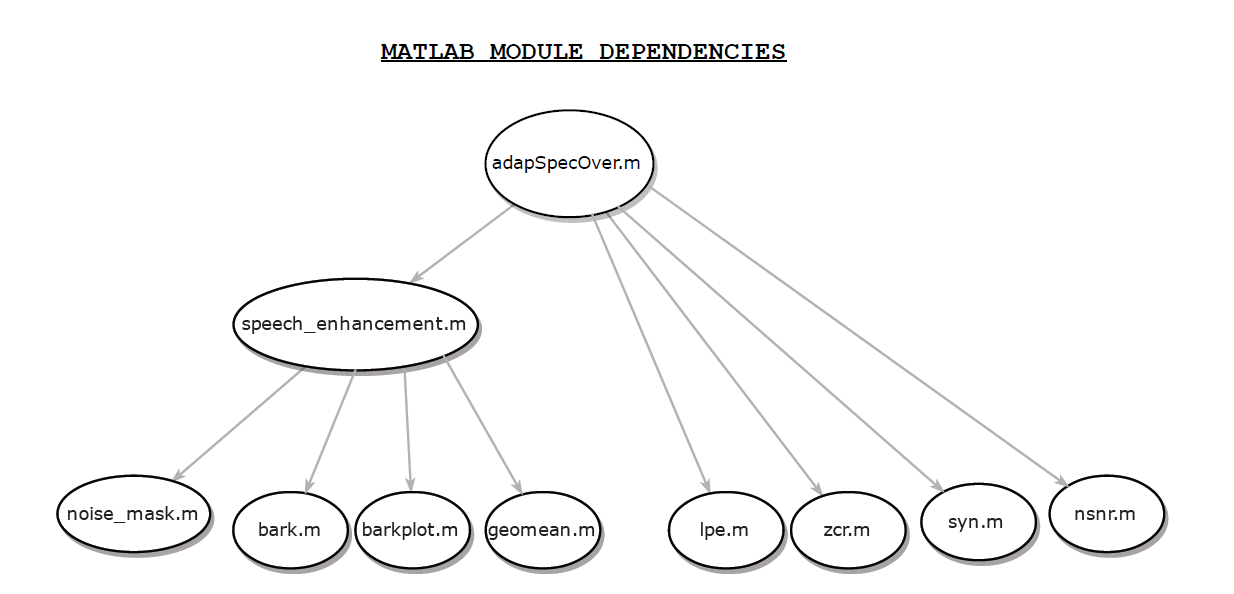 MATLAB MODULE DEPENDENCIES
adapSpecOver.m
speech_enhancement.m
noise_mask.m
bark.m
barkplot.m
geomean.m
lpe.m
zcr.m
syn.m
nsnr.m